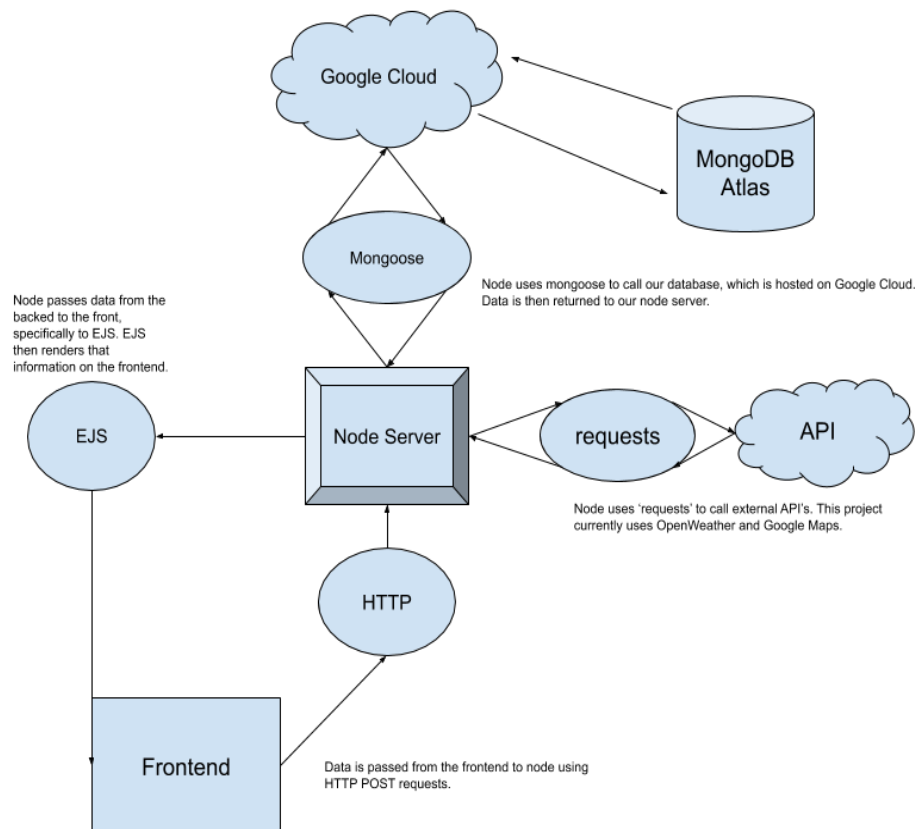 Google Cloud
MongoDB
Atlas
Mongoose
Node uses mongoose to call our database, which is hosted on Google Cloud.
Data is then returned to our node server.
Node passes data from the
backed to the front,
specifically to EJS. EJS
then renders that
information on the frontend.
EJS
Node Server
requests
API
Node uses ‘requests’ to call external API’s. This project
currently uses OpenWeather and Google Maps.
HTTP
Frontend
Data is passed from the frontend to node using
HTTP POST requests.